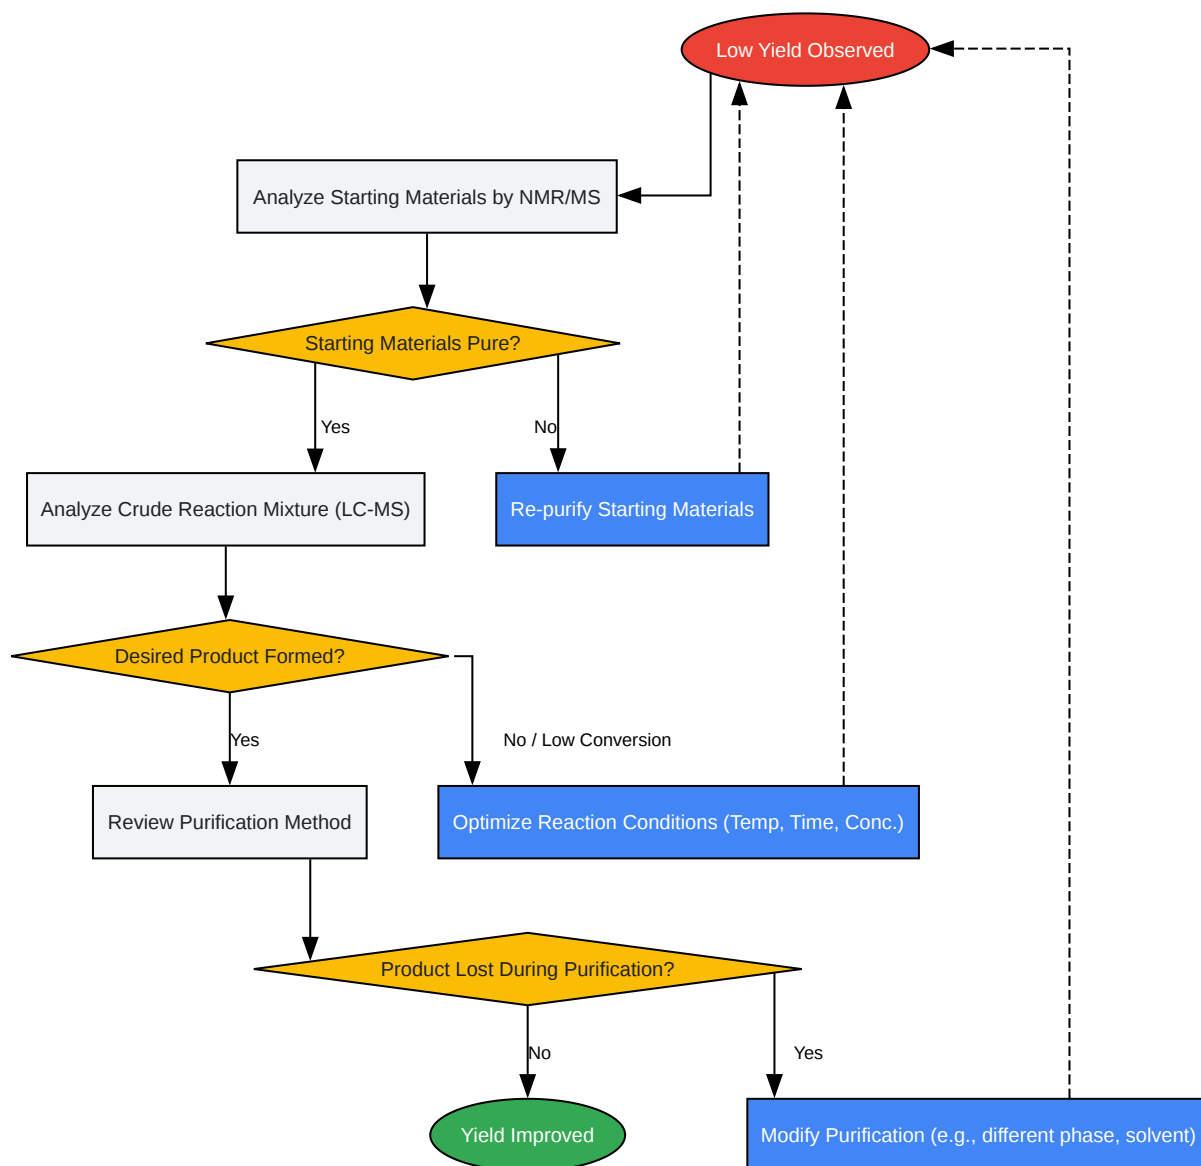 Low Yield Observed
Analyze Starting Materials by NMR/MS
Starting Materials Pure?
Yes
No
Analyze Crude Reaction Mixture (LC-MS)
Re-purify Starting Materials
Desired Product Formed?
Yes
No / Low Conversion
Review Purification Method
Optimize Reaction Conditions (Temp, Time, Conc.)
Product Lost During Purification?
No
Yes
Yield Improved
Modify Purification (e.g., different phase, solvent)